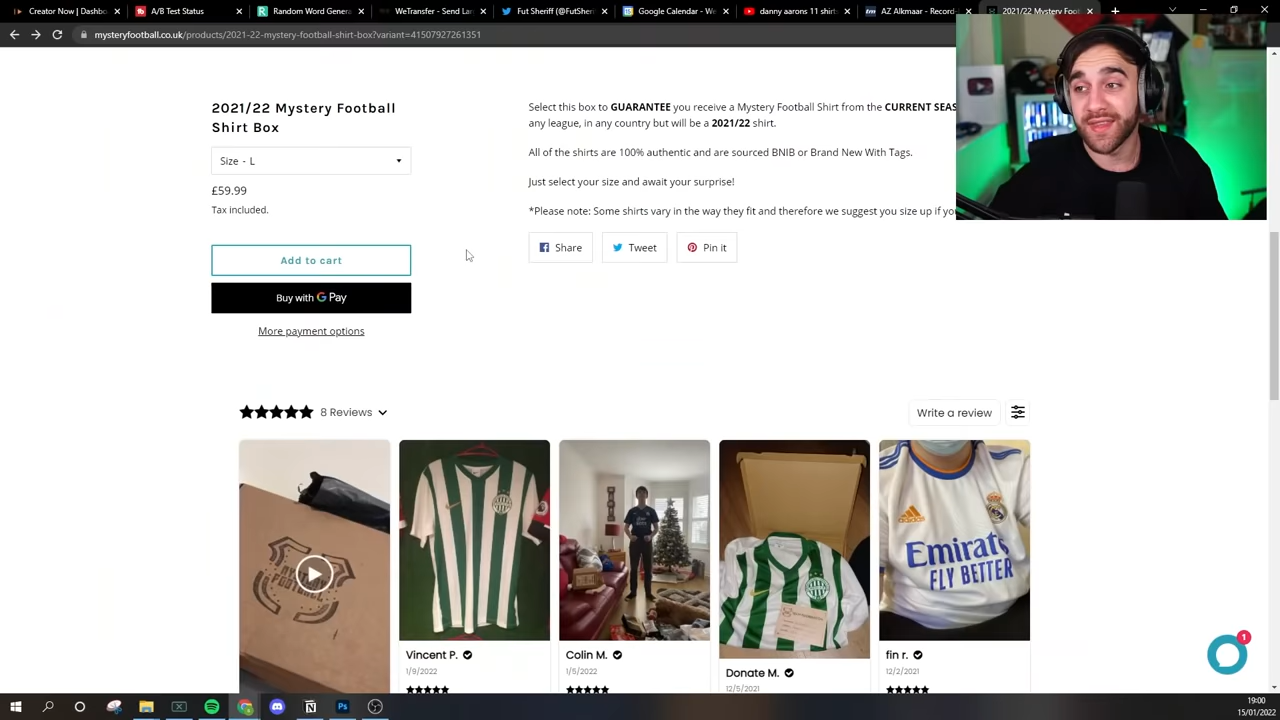 Creator Now | Dashbo
A/B Test Status
Random Word Genera
WeTransfer - Send Lar
Fut Sheriff (@FutSher
Google Calendar - We
danny aarons 11 shirts
AZ Alkmaar - Record-
2021/22 Mystery Foot
mysteryfootball.co.uk/products/2021-22-mystery-football-shirt-box?variant=41507927261351
2021/22 Mystery Football
Shirt Box
Size - L
£59.99
Tax included.
Add to cart
Buy with G Pay
More payment options
Select this box to GUARANTEE you receive a Mystery Football Shirt from the CURRENT SEAS
any league, in any country but will be a 2021/22 shirt.
All of the shirts are 100% authentic and are sourced BNIB or Brand New With Tags.
Just select your size and await your surprise!
*Please note: Some shirts vary in the way they fit and therefore we suggest you size up if yo
Share
Tweet
Pin it
8 Reviews
Write a review
MYSTERY
FOOTBALL
Emirates
FLY BETTER
adidas
Vincent P.
1/9/2022
Colin M.
1/5/2022
Donate M.
12/5/2021
fin r.
12/2/2021
1
19:00
15/01/2022